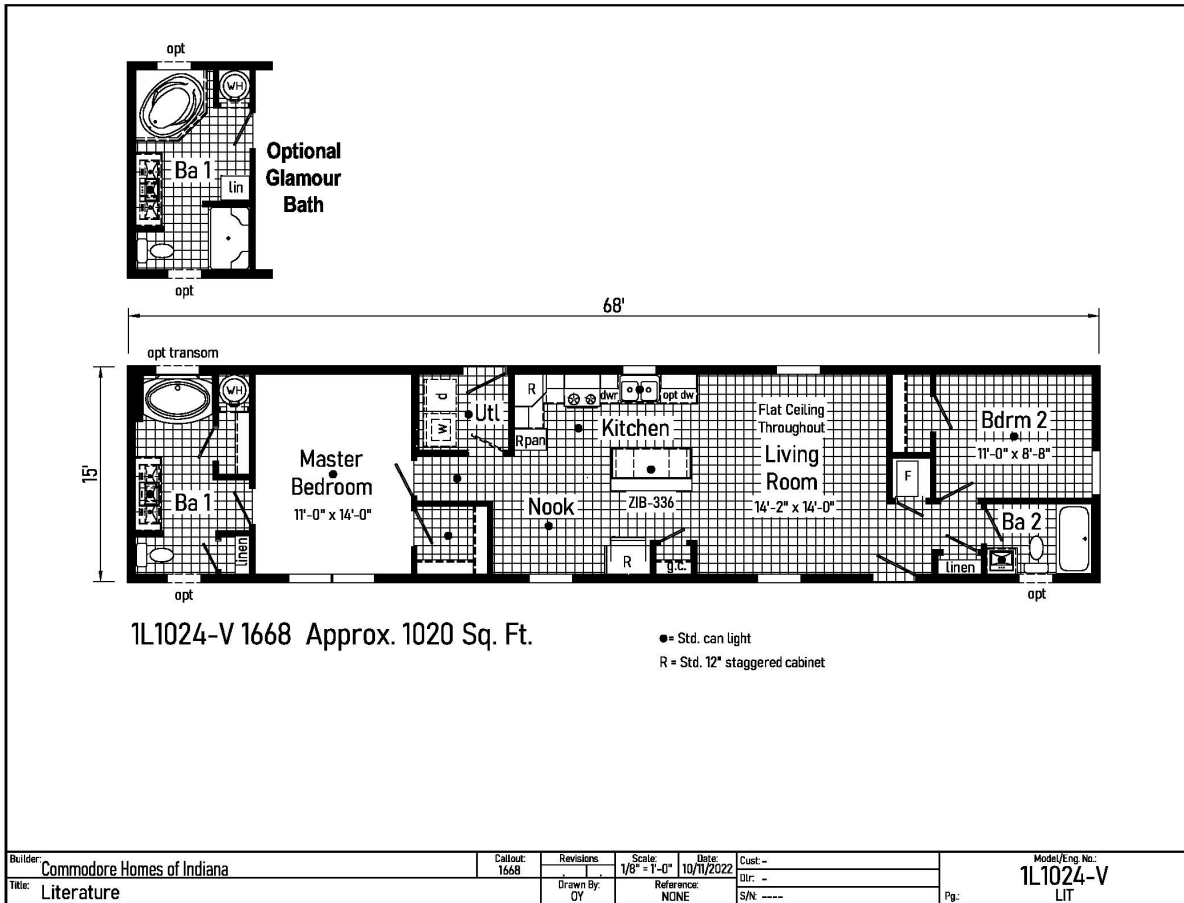 opt
WH
Ba 1
lin
opt
Optional
Glamour
Bath
68'
15'
opt transom
WH
Ba 1
linen
opt
Master
Bedroom
11'-0" x 14'-0"
d
w
Utl
R
Rpan
dwr
opt dw
Kitchen
Nook
ZIB-336
R
g.c.
Flat Ceiling
Throughout
Living
Room
14'-2" x 14'-0"
F
Bdrm 2
11'-0" x 8'-8"
Ba 2
linen
opt
1L1024-V 1668 Approx. 1020 Sq. Ft.
●= Std. can light
R = Std. 12" staggered cabinet
Builder: Commodore Homes of Indiana
Title: Literature
Callout:
1668
Revisions
Drawn By:
OY
Scale:
1/8" = 1'-0"
Date:
10/11/2022
Reference:
NONE
Cust: -
Dlr: -
S/N: ----
Model/Eng. No.:
1L1024-V
Pg.: LIT